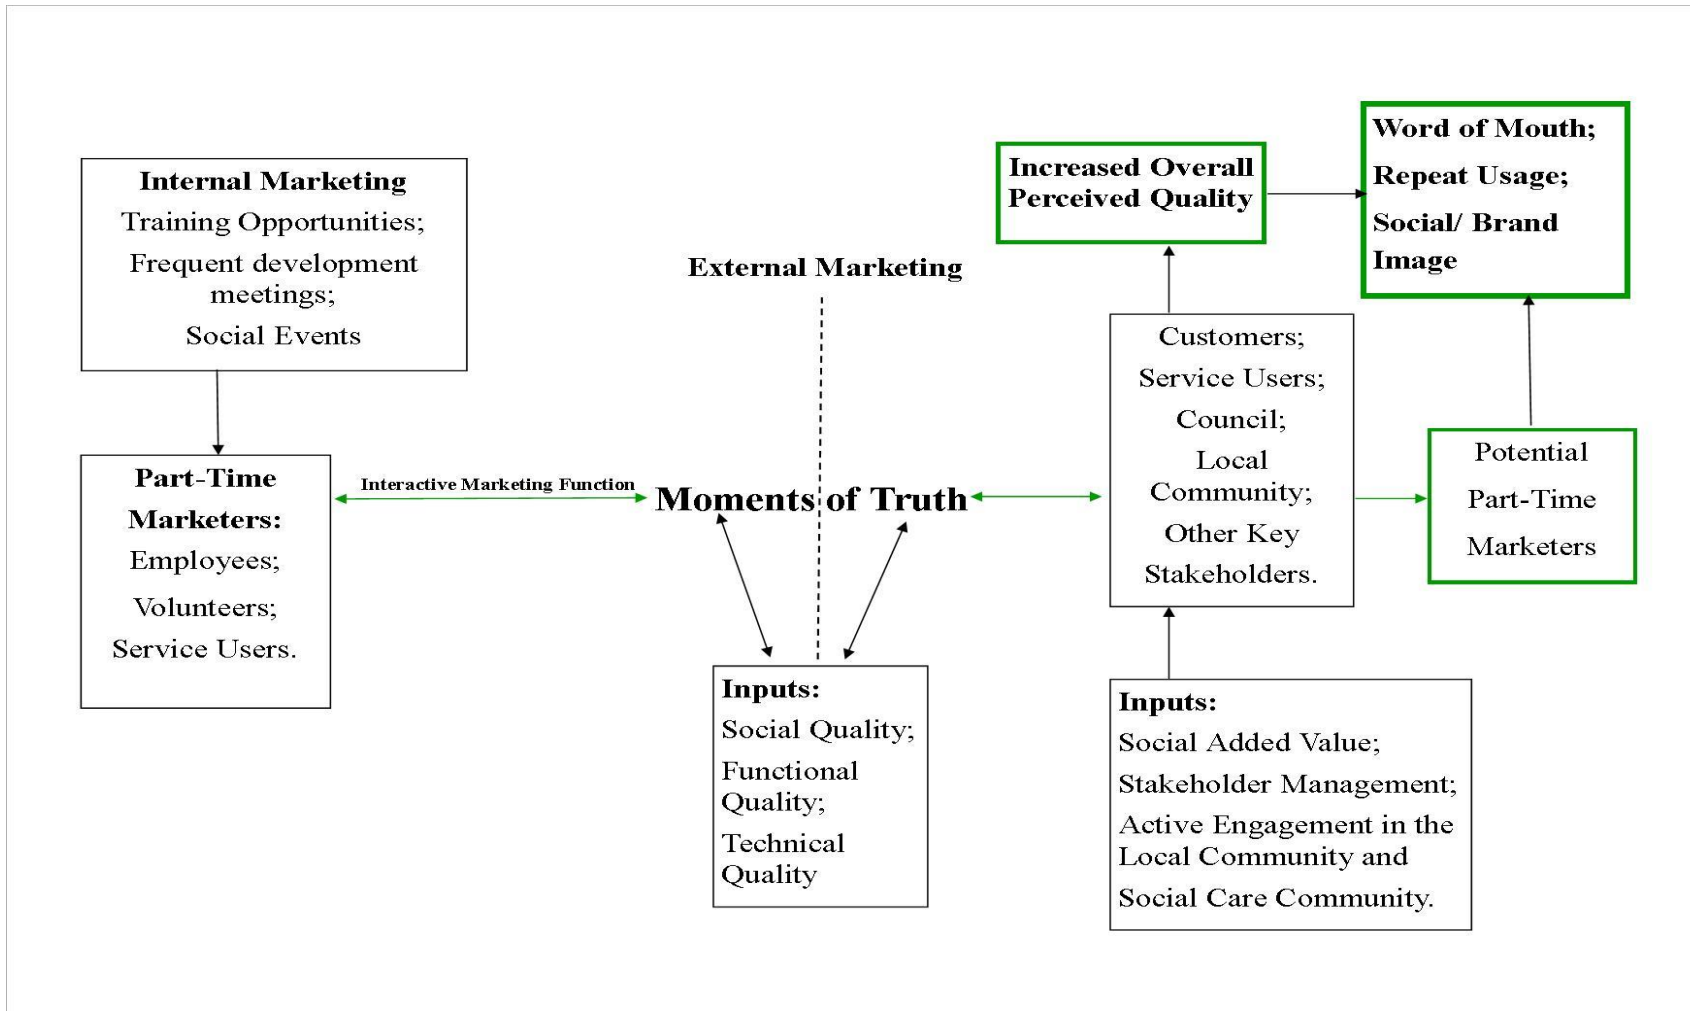 Internal Marketing
Training Opportunities;
Frequent development
meetings;
Social Events
Part-Time
Marketers:
Employees;
Volunteers;
Service Users.
Interactive Marketing Function
External Marketing
Moments of Truth
Inputs:
Social Quality;
Functional
Quality;
Technical
Quality
Increased Overall
Perceived Quality
Word of Mouth;
Repeat Usage;
Social/ Brand
Image
Customers;
Service Users;
Council;
Local
Community;
Other Key
Stakeholders.
Potential
Part-Time
Marketers
Inputs:
Social Added Value;
Stakeholder Management;
Active Engagement in the
Local Community and
Social Care Community.